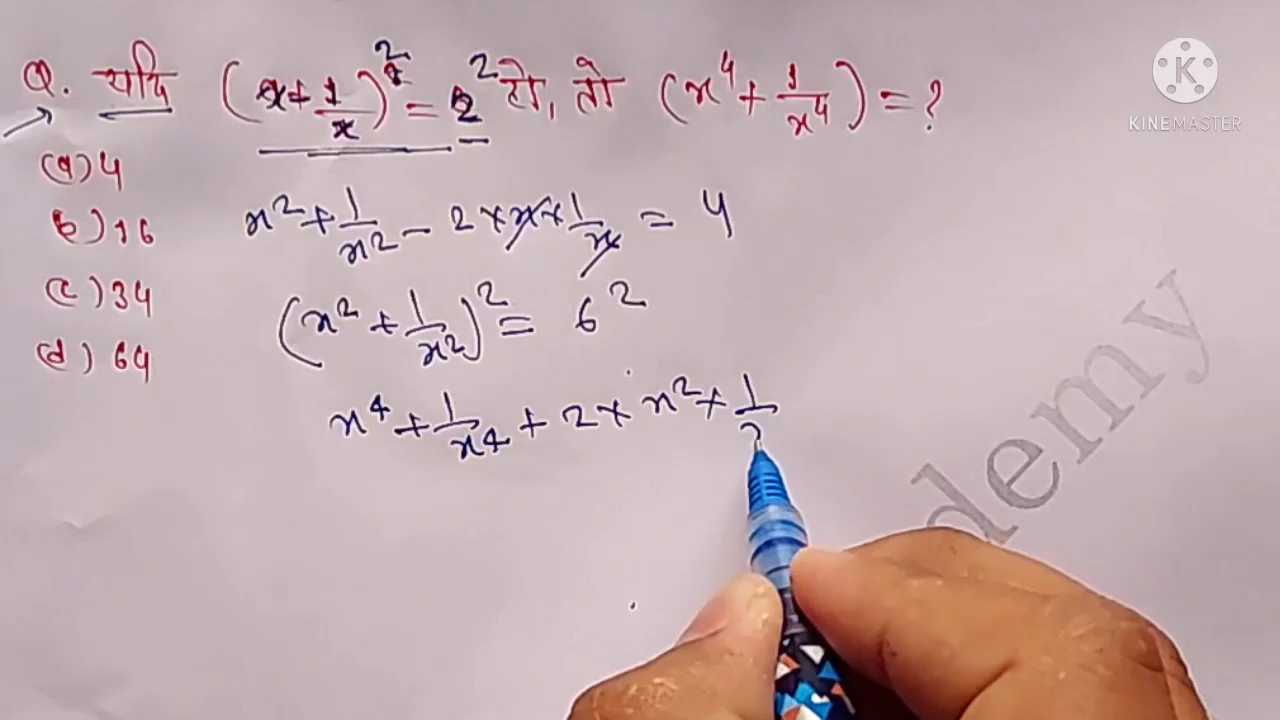 Q. यदि (x+1/x)² = 2² हो, तो (x⁴ + 1/x⁴) = ?
(a) 4
(b) 16
(c) 34
(d) 64
x² + 1/x² - 2 × x × 1/x = 4
(x² + 1/x²)² = 6²
x⁴ + 1/x⁴ + 2 × x² + 1/
K
KINEMASTER
demy